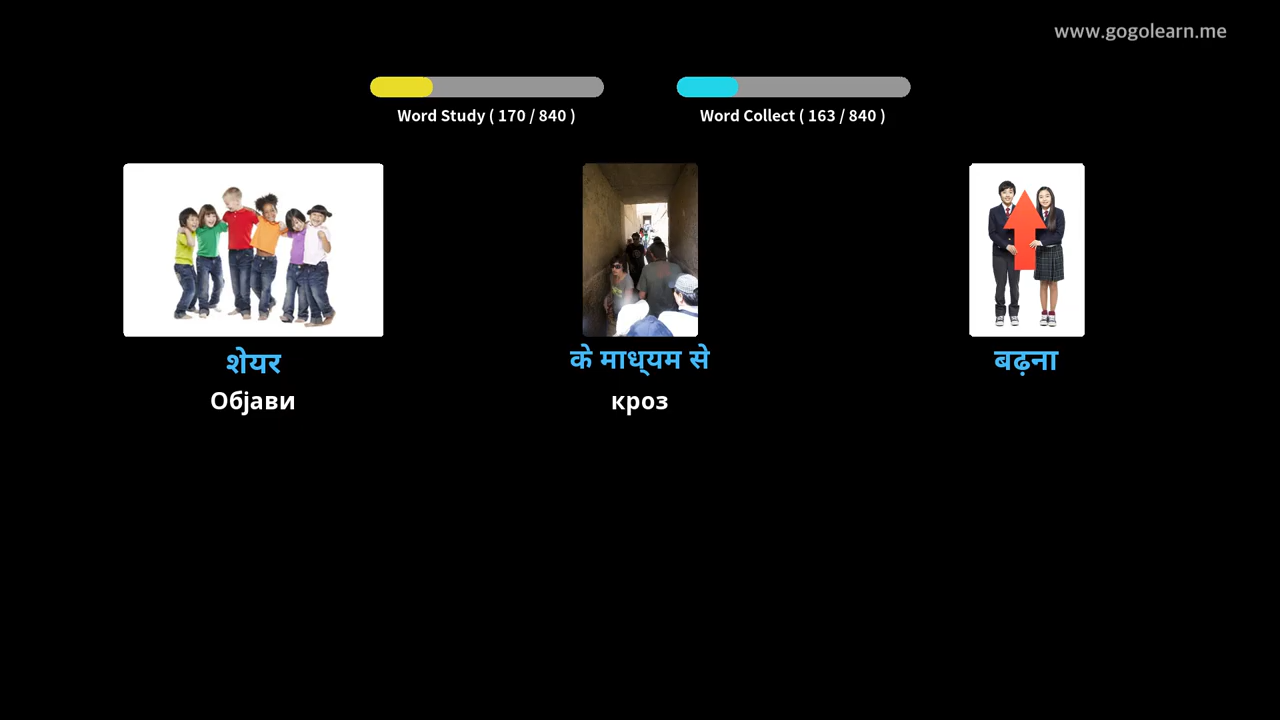 www.gogolearn.me
Word Study ( 170 / 840 )
Word Collect ( 163 / 840 )
शेयर
के माध्यम से
बढ़ना
Објави
кроз